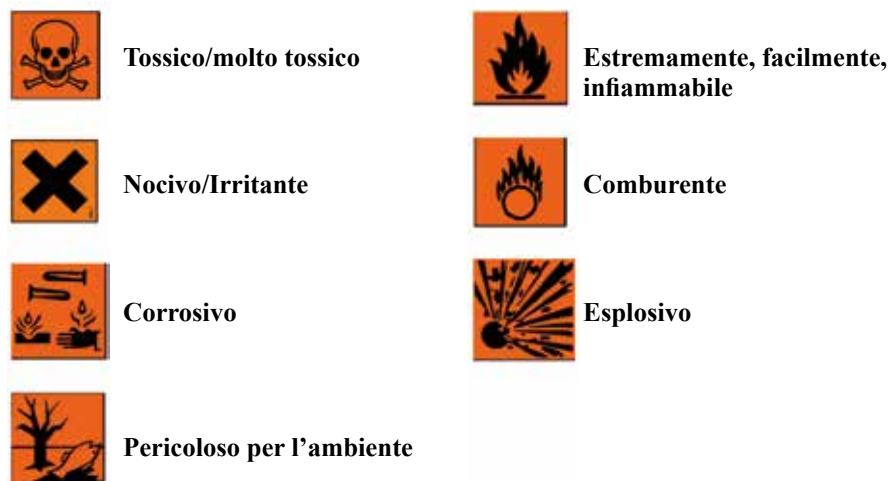 Tossico/molto tossico
Estremamente, facilmente,
infiammabile
Nocivo/Irritante
Comburente
Corrosivo
Esplosivo
Pericoloso per l’ambiente